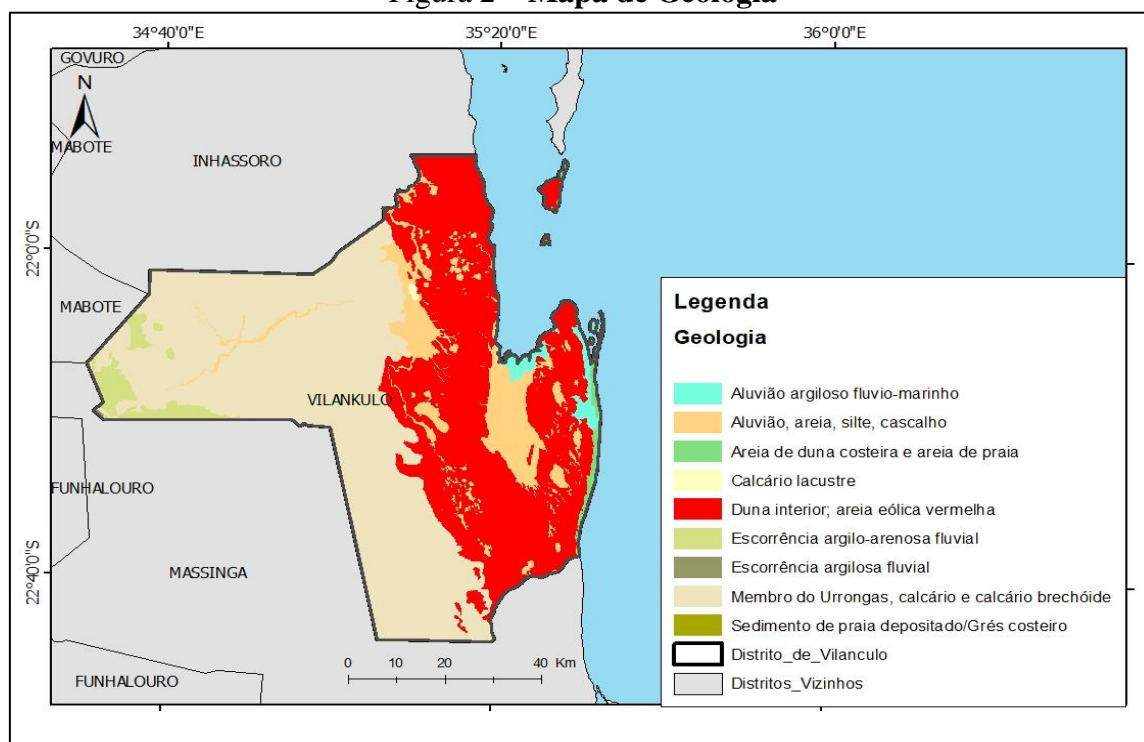 Figura 2 – Mapa de Geologia
34°40'0"E
35°20'0"E
36°0'0"E
GOVURO
N
MABOTE
INHASSORO
22°0'0"S
MABOTE
VILANKULO
FUNHALOURO
MASSINGA
22°40'0"S
FUNHALOURO
0 10 20 40 Km
Legenda
Geologia
Aluvião argiloso fluvio-marinho
Aluvião, areia, silte, cascalho
Areia de duna costeira e areia de praia
Calcário lacustre
Duna interior; areia eólica vermelha
Escorrência argilo-arenosa fluvial
Escorrência argilosa fluvial
Membro do Urrongas, calcário e calcário brechóide
Sedimento de praia depositado/Grés costeiro
Distrito_de_Vilanculo
Distritos_Vizinhos